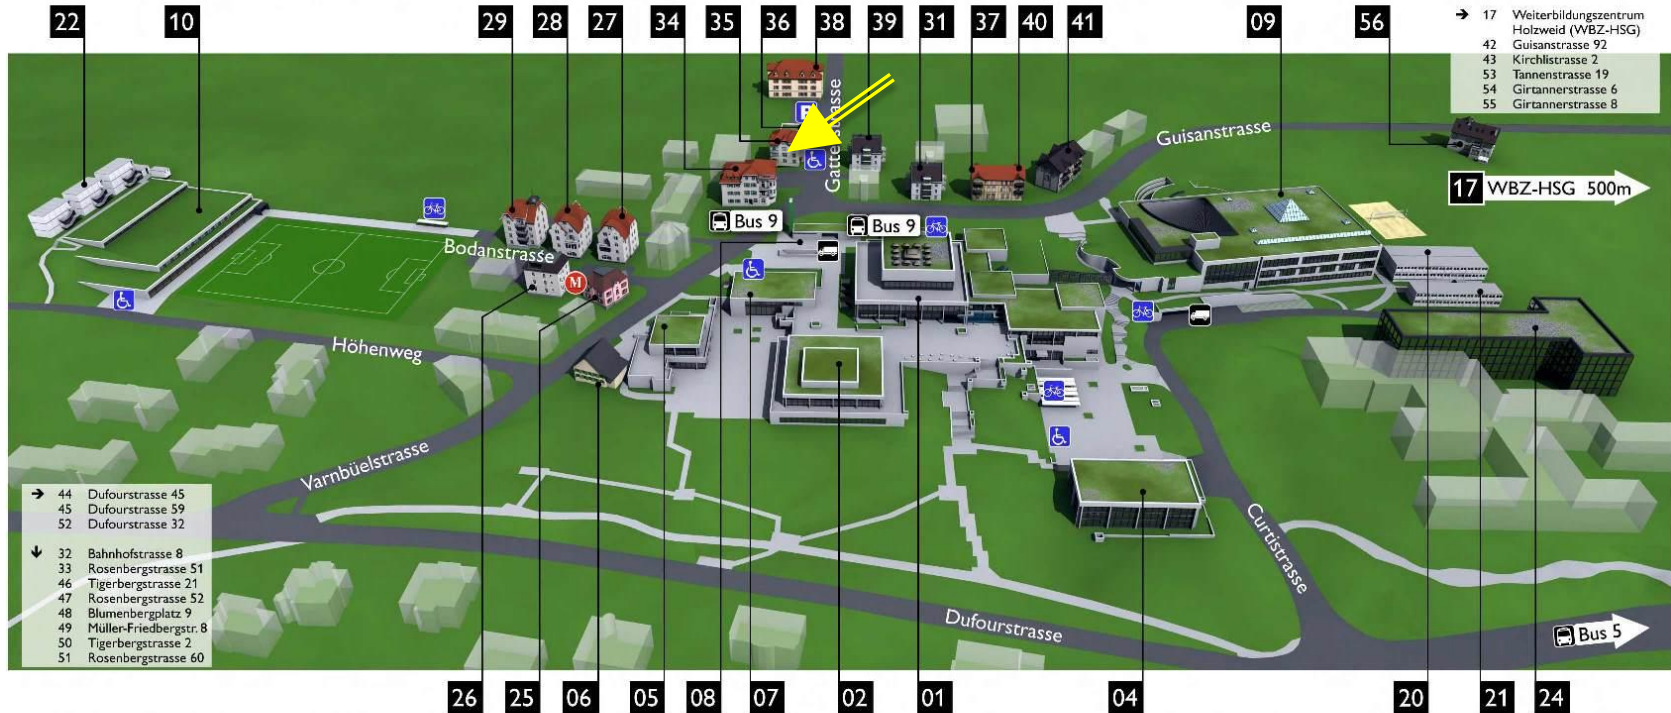 22
10
29
28
27
34
35
36
38
39
31
37
40
41
09
56
→ 17 Weiterbildungszentrum
Holzweid (WBZ-HSG)
42 Guisanstrasse 92
43 Kirchlistrasse 2
53 Tannenstrasse 19
54 Girtannerstrasse 6
55 Girtannerstrasse 8
Guisanstrasse
17 WBZ-HSG 500m
Bus 9
Bus 9
Bodanstrasse
M
Höhenweg
Varnbüelstrasse
Curtistrasse
Dufourstrasse
Bus 5
→ 44 Dufourstrasse 45
45 Dufourstrasse 59
52 Dufourstrasse 32
↓ 32 Bahnhofstrasse 8
33 Rosenbergstrasse 51
46 Tigerbergstrasse 21
47 Rosenbergstrasse 52
48 Blumenbergplatz 9
49 Müller-Friedbergstr. 8
50 Tigerbergstrasse 2
51 Rosenbergstrasse 60
26
25
06
05
08
07
02
01
04
20
21
24